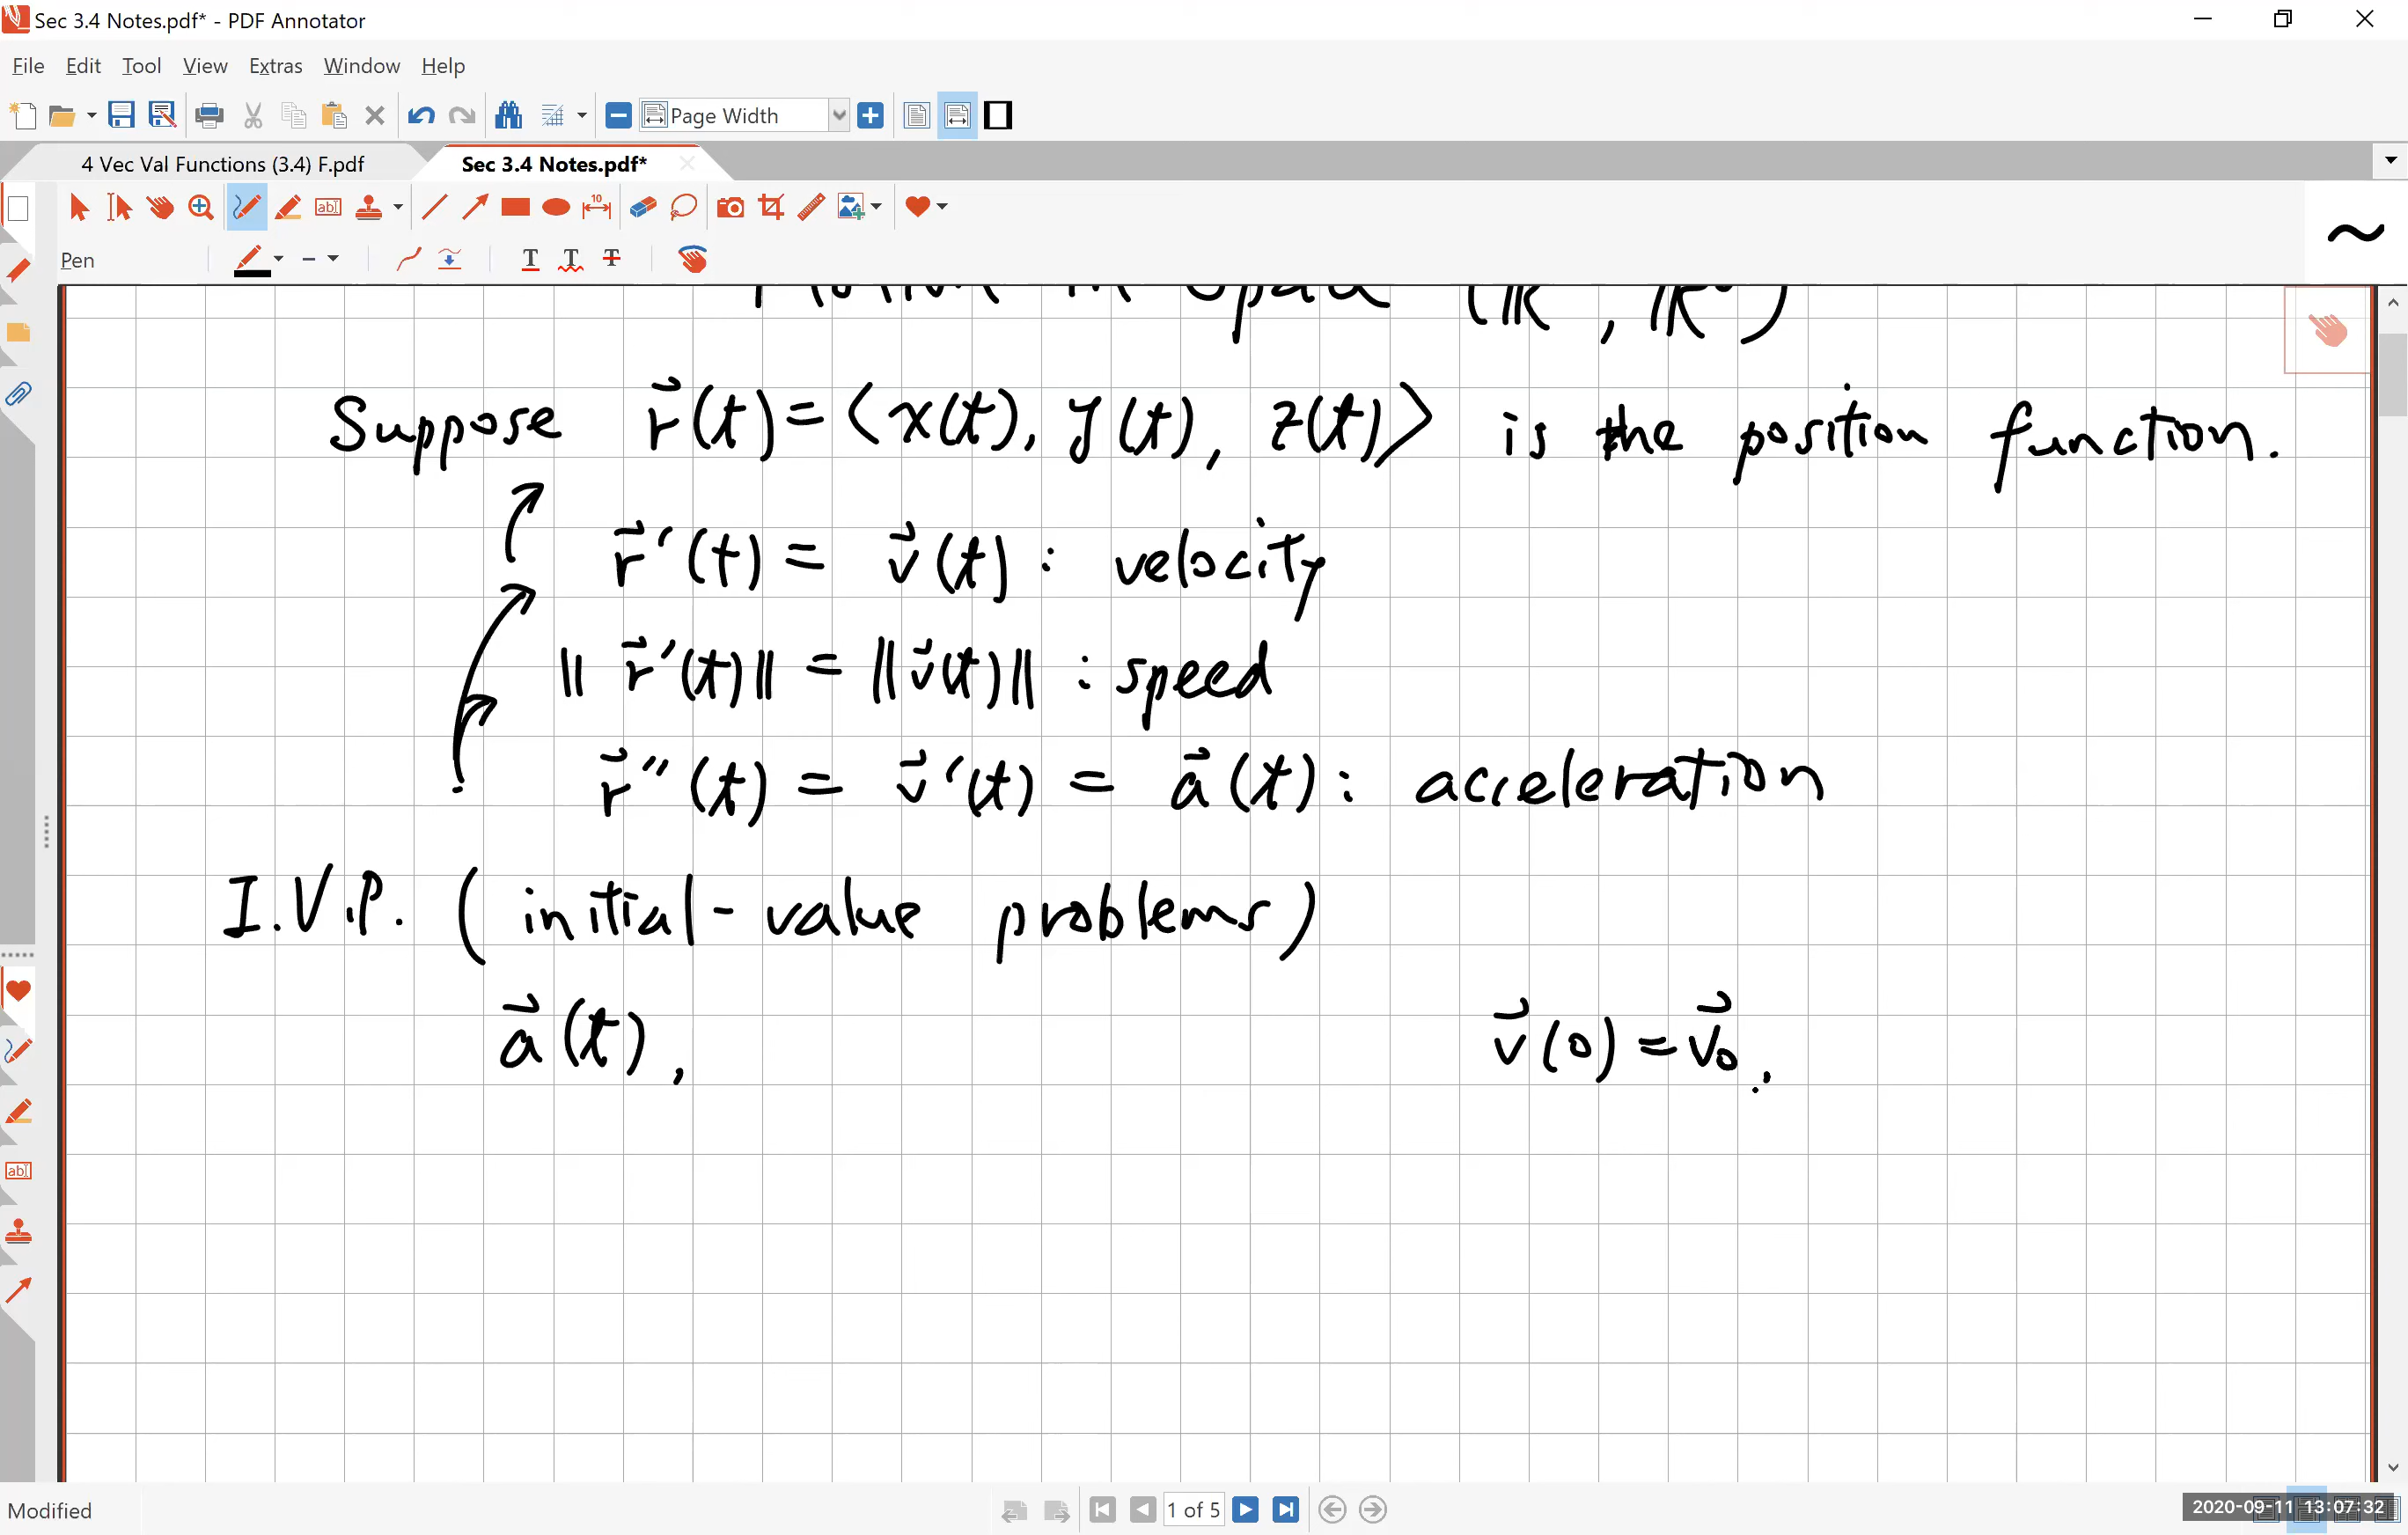 Sec 3.4 Notes.pdf* - PDF Annotator
File Edit Tool View Extras Window Help
Page Width
4 Vec Val Functions (3.4) F.pdf
Sec 3.4 Notes.pdf*
10
Pen
Suppose r⃗(t) = ⟨x(t), y(t), z(t)⟩ is the position function.
r⃗′(t) = v⃗(t) : velocity
‖r⃗′(t)‖ = ‖v⃗(t)‖ : speed
r⃗″(t) = v⃗′(t) = a⃗(t) : acceleration
I.V.P. (initial-value problems)
a⃗(t), v⃗(0) = v⃗₀.
Modified
1 of 5
2020-09-11 13:07:32